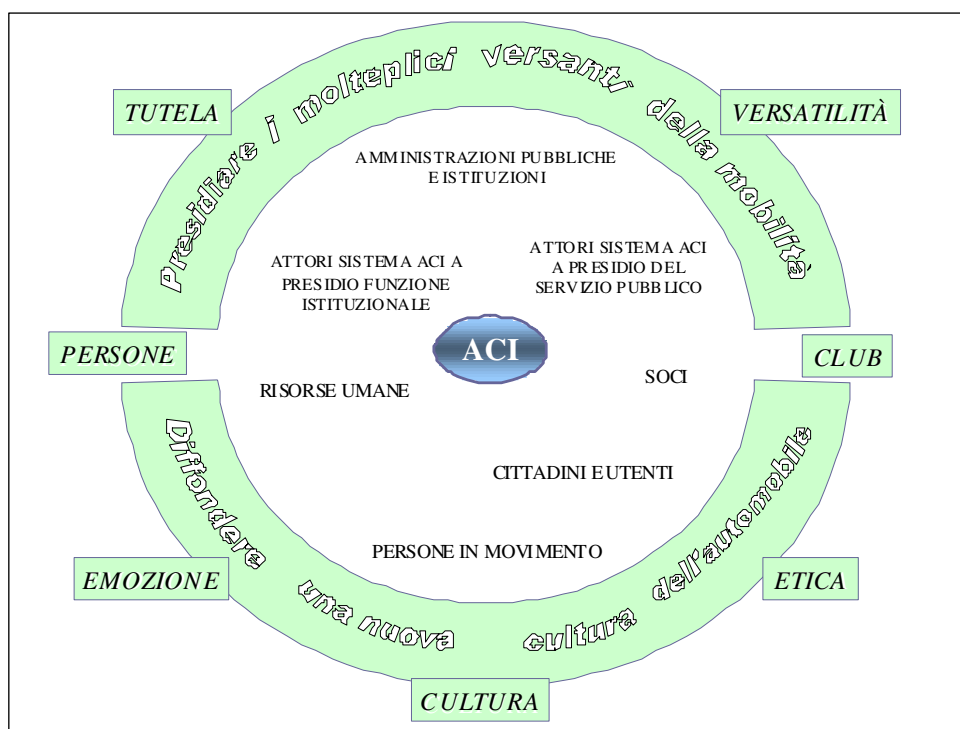 Presidiare i molteplici versanti della mobilità
TUTELA
VERSATILITÀ
AMMINISTRAZIONI PUBBLICHE
E ISTITUZIONI
ATTORI SISTEMA ACI A
PRESIDIO FUNZIONE
ISTITUZIONALE
ATTORI SISTEMA ACI
A PRESIDIO DEL
SERVIZIO PUBBLICO
PERSONE
ACI
CLUB
RISORSE UMANE
SOCI
CITTADINI E UTENTI
PERSONE IN MOVIMENTO
Diffondere una nuova cultura dell'automobile
EMOZIONE
ETICA
CULTURA